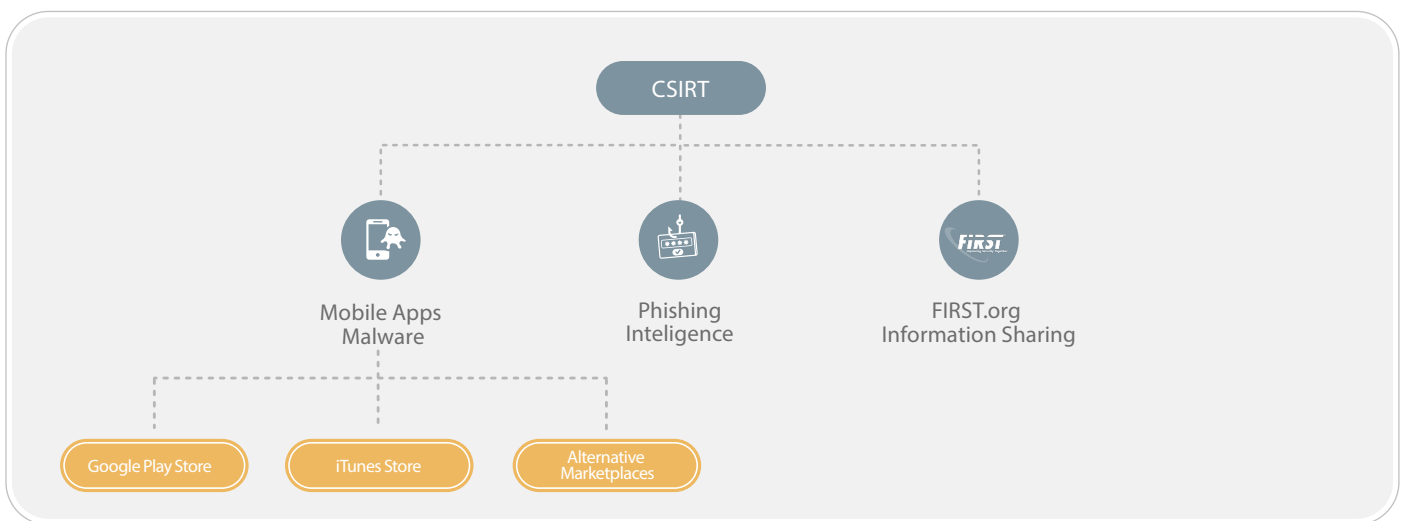 CSIRT
FIRST
Mobile Apps
Malware
Phishing
Inteligence
FIRST.org
Information Sharing
Google Play Store
iTunes Store
Alternative
Marketplaces